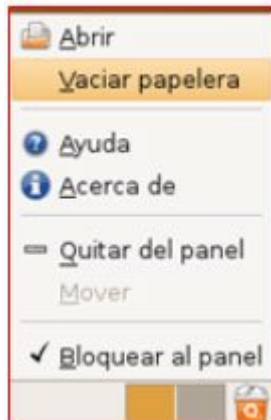 Abrir
Vaciar papelera
Ayuda
Acerca de
Quitar del panel
Mover
Bloquear al panel